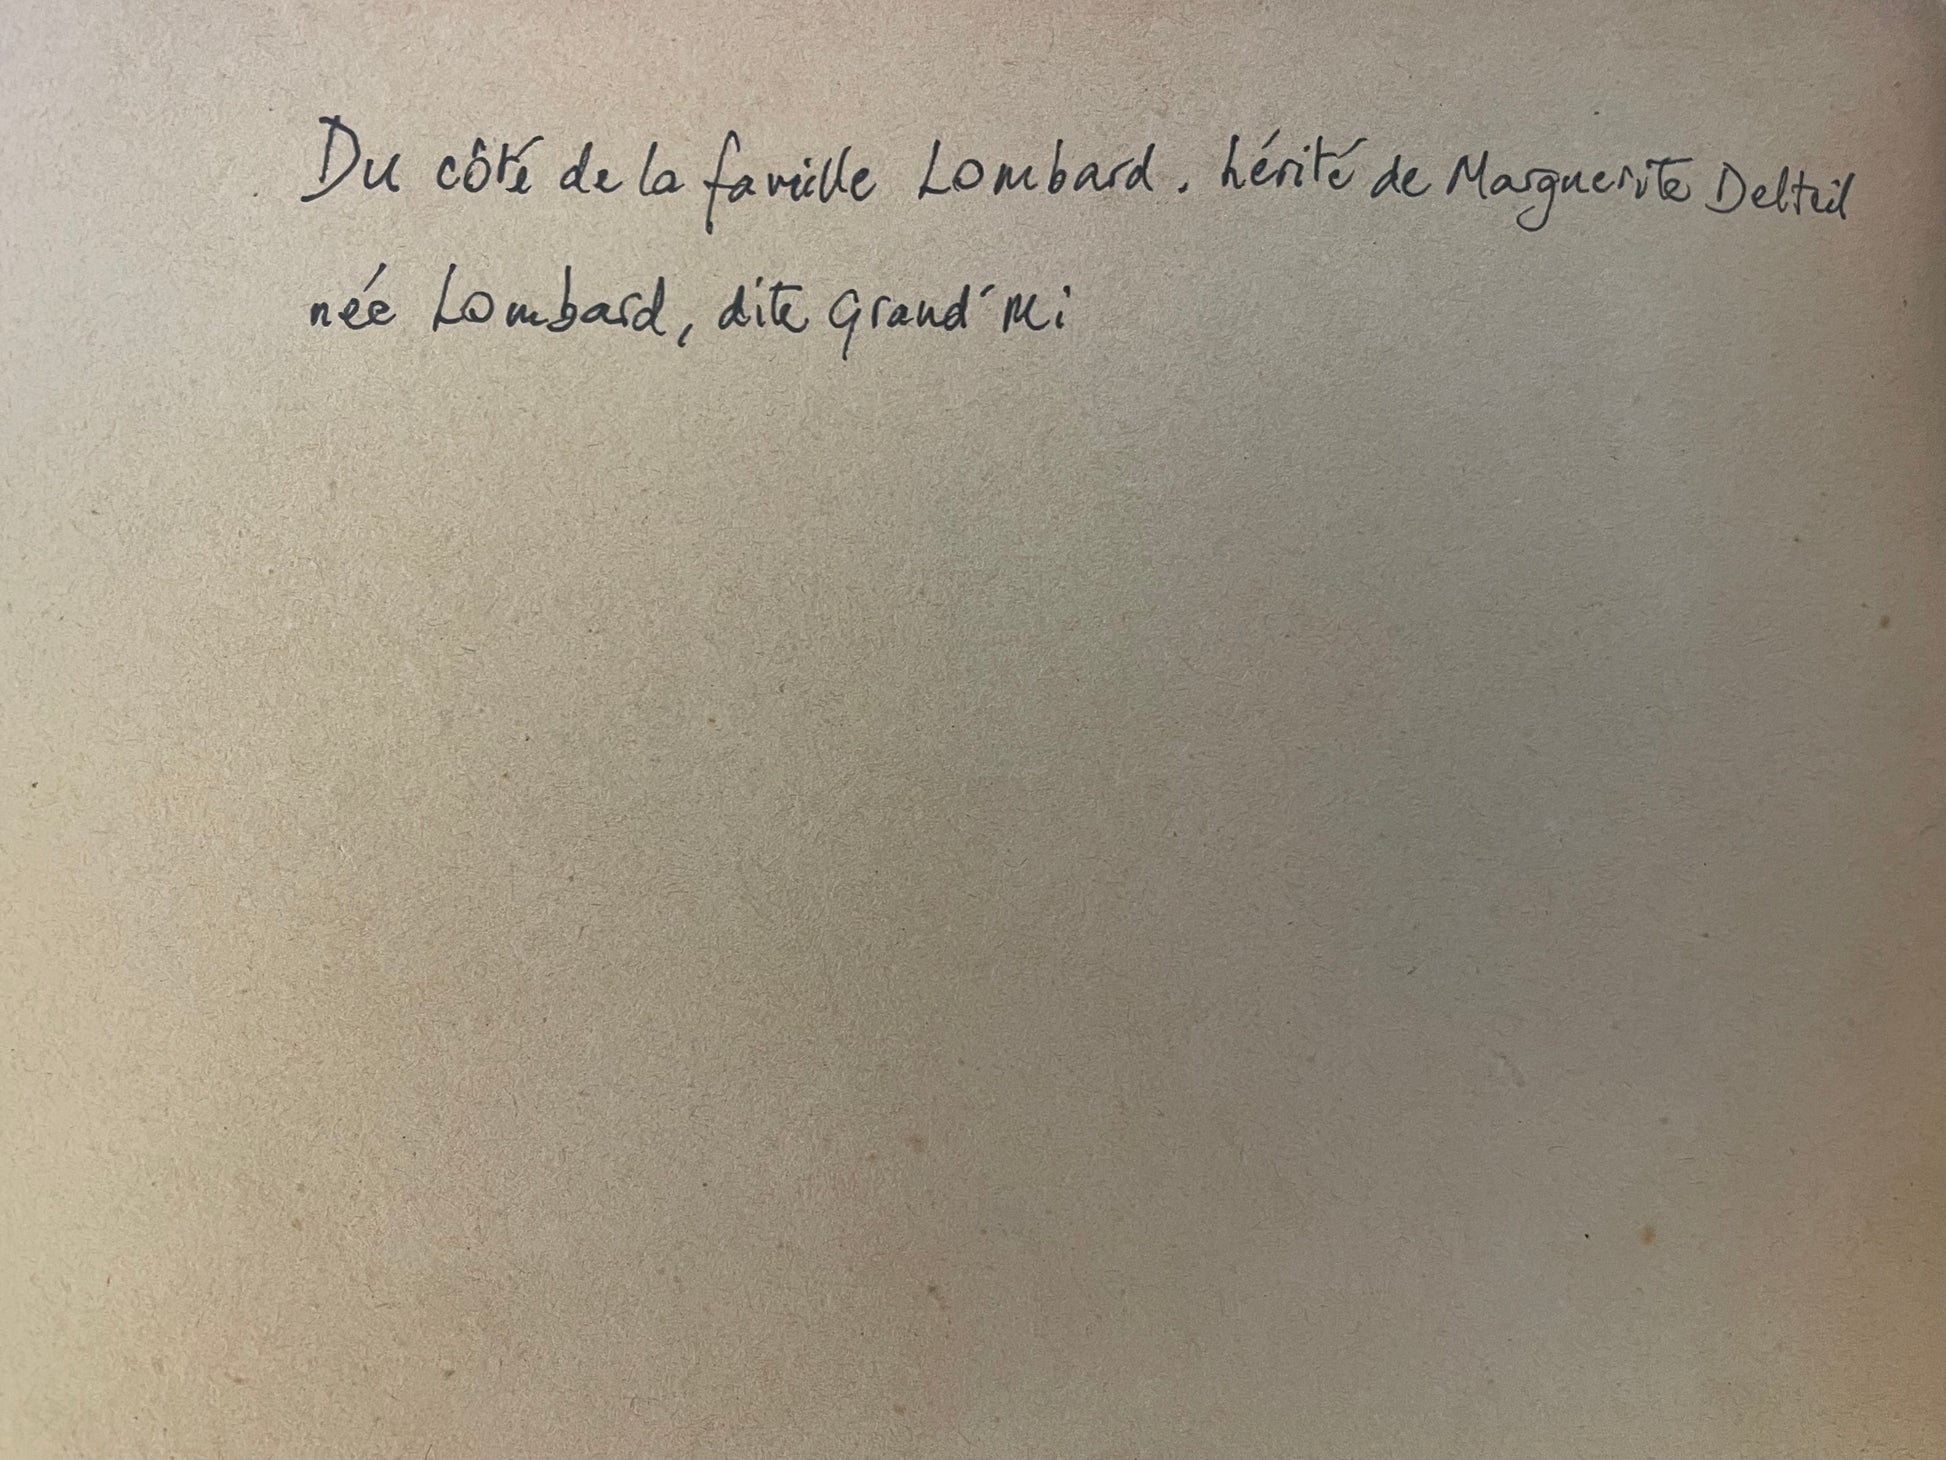 Du côté de la famille Lombard. hérité de Marguerite Delteil
née Lombard, dite Grand'Mi